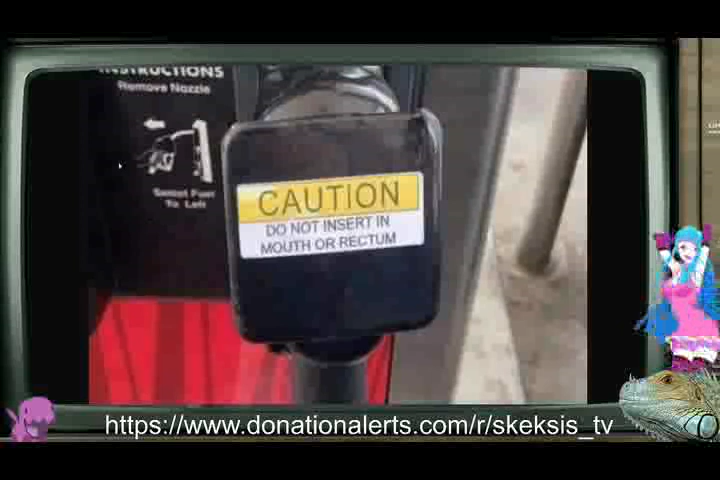 INSTRUCTIONS
Remove Nozzle
Select Fuel
To Left
CAUTION
DO NOT INSERT IN
MOUTH OR RECTUM
https://www.donationalerts.com/r/skeksis_tv